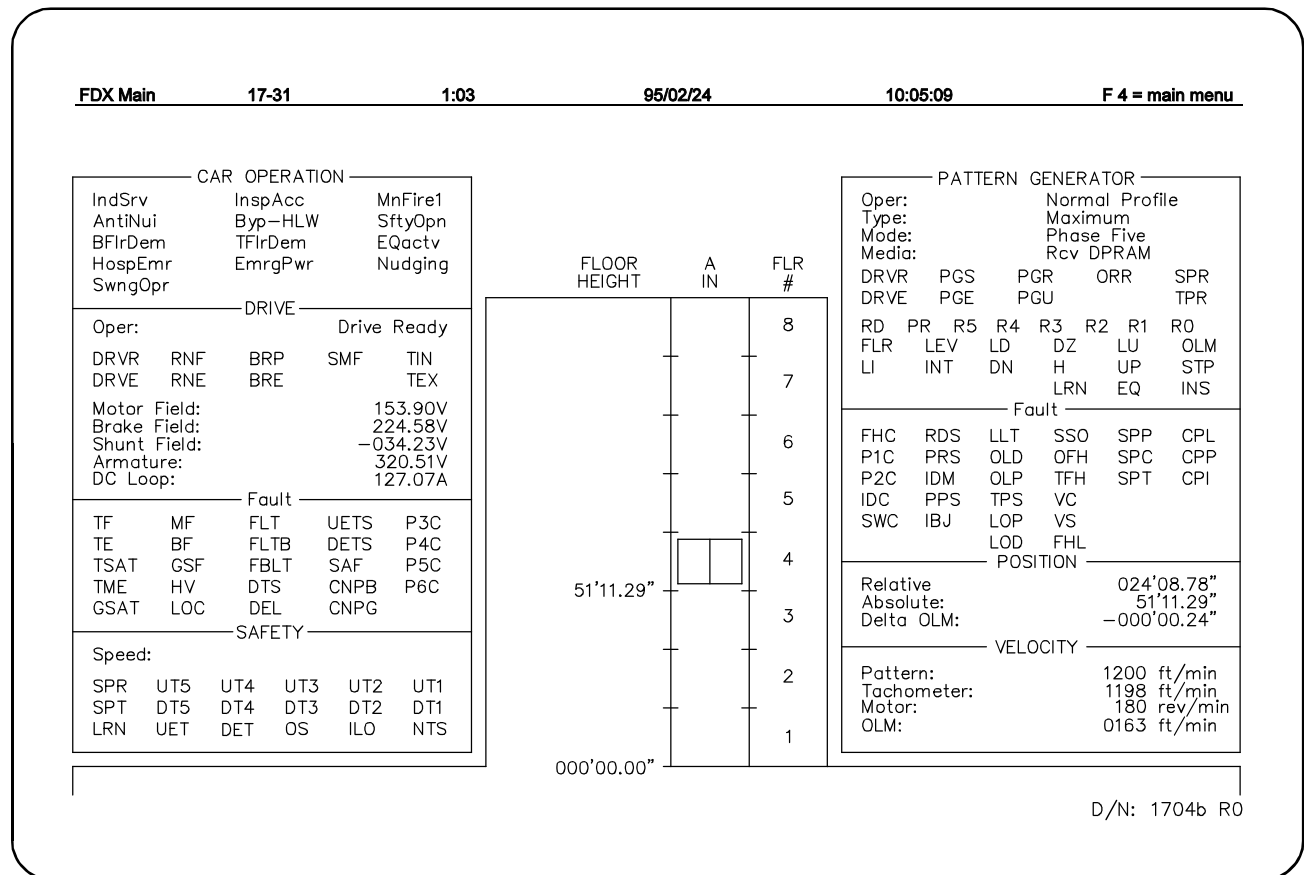 FDX Main 17-31 1:03 95/02/24 10:05:09 F 4 = main menu
CAR OPERATION
IndSrv InspAcc MnFire1
AntiNui Byp-HLW SftyOpn
BFlrDem TFlrDem EQactv
HospEmr EmrgPwr Nudging
SwngOpr
DRIVE
Oper: Drive Ready
DRVR RNF BRP SMF TIN
DRVE RNE BRE TEX
Motor Field: 153.90V
Brake Field: 224.58V
Shunt Field: -034.23V
Armature: 320.51V
DC Loop: 127.07A
Fault
TF MF FLT UETS P3C
TE BF FLTB DETS P4C
TSAT GSF FBLT SAF P5C
TME HV DTS CNPB P6C
GSAT LOC DEL CNPG
SAFETY
Speed:
SPR UT5 UT4 UT3 UT2 UT1
SPT DT5 DT4 DT3 DT2 DT1
LRN UET DET OS ILO NTS
FLOOR HEIGHT
A IN
FLR #
8
7
6
5
4
51'11.29"
3
2
1
000'00.00"
PATTERN GENERATOR
Oper: Normal Profile
Type: Maximum
Mode: Phase Five
Media: Rcv DPRAM
DRVR PGS PGR ORR SPR
DRVE PGE PGU TPR
RD PR R5 R4 R3 R2 R1 R0
FLR LEV LD DZ LU OLM
LI INT DN H UP STP
LRN EQ INS
Fault
FHC RDS LLT SSO SPP CPL
P1C PRS OLD OFH SPC CPP
P2C IDM OLP TFH SPT CPI
IDC PPS TPS VC
SWC IBJ LOP VS
LOD FHL
POSITION
Relative 024'08.78"
Absolute: 51'11.29"
Delta OLM: -000'00.24"
VELOCITY
Pattern: 1200 ft/min
Tachometer: 1198 ft/min
Motor: 180 rev/min
OLM: 0163 ft/min
D/N: 1704b R0